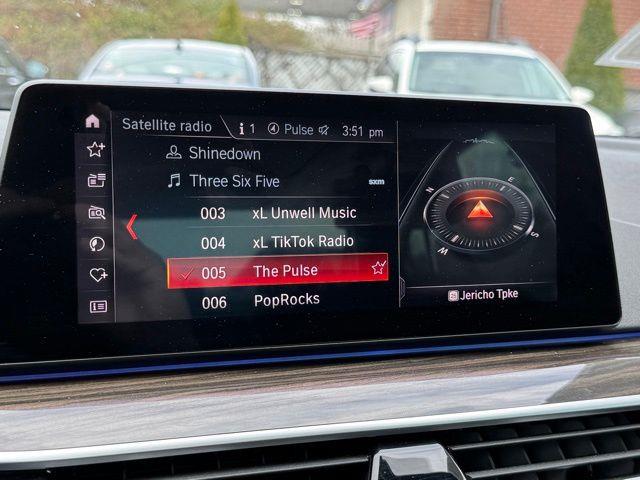 Satellite radio
1 Pulse 3:51 pm
Shinedown
Three Six Five sxm
003 xL Unwell Music
004 xL TikTok Radio
005 The Pulse
006 PopRocks
N E
W S
Jericho Tpke